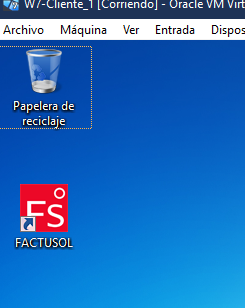 W7-Cliente_1 [Corriendo] - Oracle VM Virt
Archivo Máquina Ver Entrada Dispos
Papelera de
reciclaje
FS
FACTUSOL